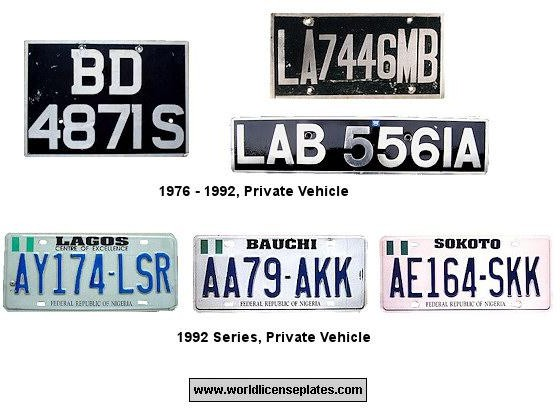 BD
4871S
LA7446MB
LAB 5561A
1976 - 1992, Private Vehicle
LAGOS
CENTRE OF EXCELLENCE
AY174-LSR
FEDERAL REPUBLIC OF NIGERIA
BAUCHI
AA79-AKK
FEDERAL REPUBLIC OF NIGERIA
SOKOTO
AE164-SKK
FEDERAL REPUBLIC OF NIGERIA
1992 Series, Private Vehicle
www.worldlicenseplates.com